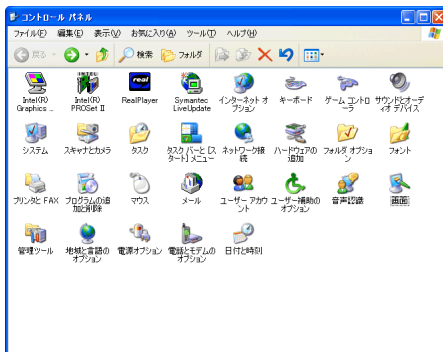 コントロール パネル
ファイル(F) 編集(E) 表示(V) お気に入り(A) ツール(T) ヘルプ(H)
戻る 検索 フォルダ
Intel(R) Graphics ...
Intel(R) PROSet II
real
RealPlayer
Symantec LiveUpdate
インターネット オプション
キーボード
ゲーム コントローラ
サウンドとオーディオ デバイス
システム
スキャナとカメラ
タスク
タスク バーと [スタート] メニュー
ネットワーク接続
ハードウェアの追加
フォルダ オプション
フォント
プリンタと FAX
プログラムの追加と削除
マウス
メール
ユーザー アカウント
ユーザー補助のオプション
音声認識
画面
管理ツール
地域と言語のオプション
電源オプション
電話とモデムのオプション
日付と時刻